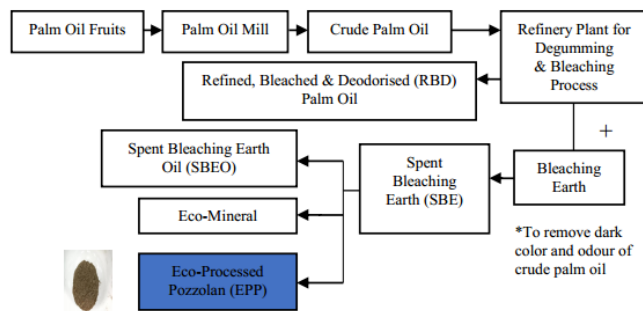 Palm Oil Fruits
Palm Oil Mill
Crude Palm Oil
Refinery Plant for
Degumming
& Bleaching
Process
Refined, Bleached & Deodorised (RBD)
Palm Oil
+
Spent Bleaching Earth
Oil (SBEO)
Spent
Bleaching
Earth (SBE)
Bleaching
Earth
Eco-Mineral
*To remove dark
color and odour of
crude palm oil
Eco-Processed
Pozzolan (EPP)